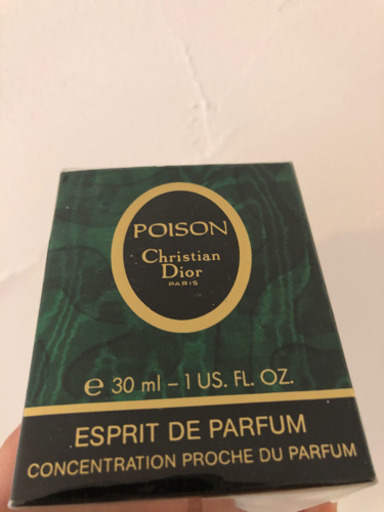 POISON
Christian
Dior
PARIS
e 30 ml – 1 US. FL. OZ.
ESPRIT DE PARFUM
CONCENTRATION PROCHE DU PARFUM